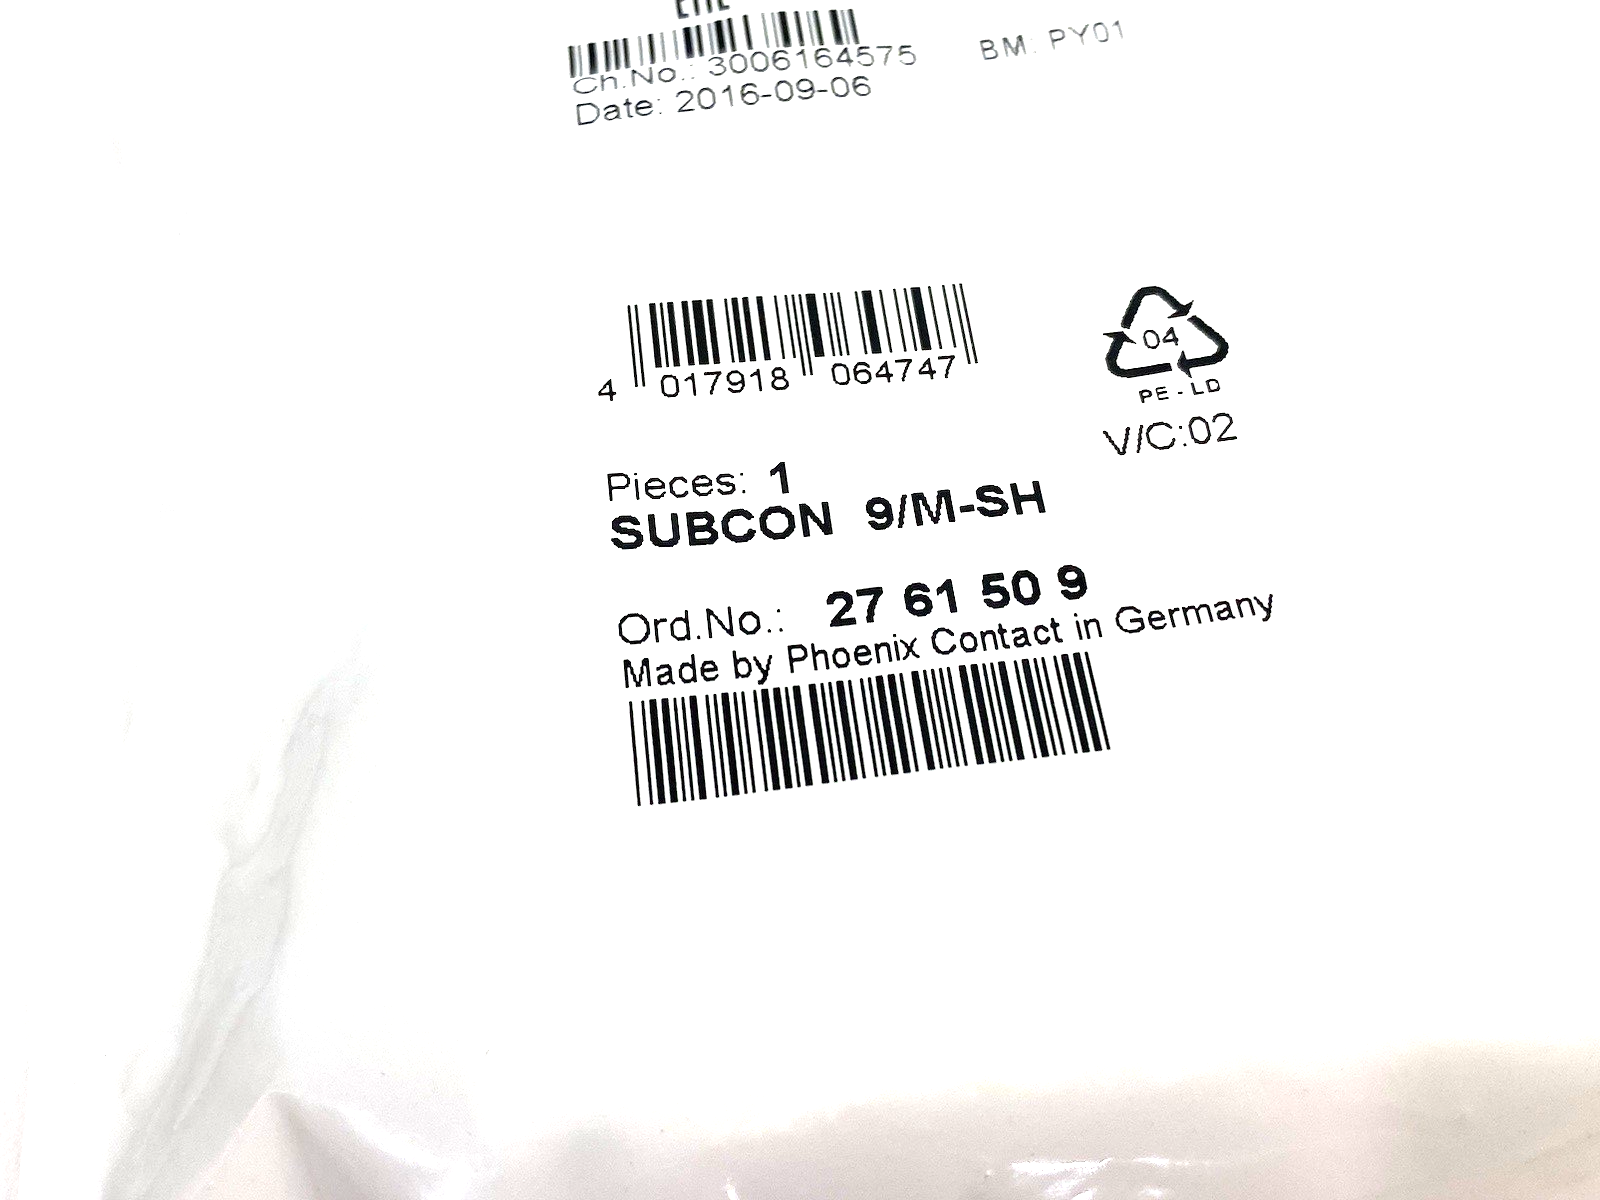 Ch.No.: 3006164575 BM: PY01
Date: 2016-09-06
4 017918 064747
04
PE-LD
V/C:02
Pieces: 1
SUBCON 9/M-SH
Ord.No.: 27 61 50 9
Made by Phoenix Contact in Germany